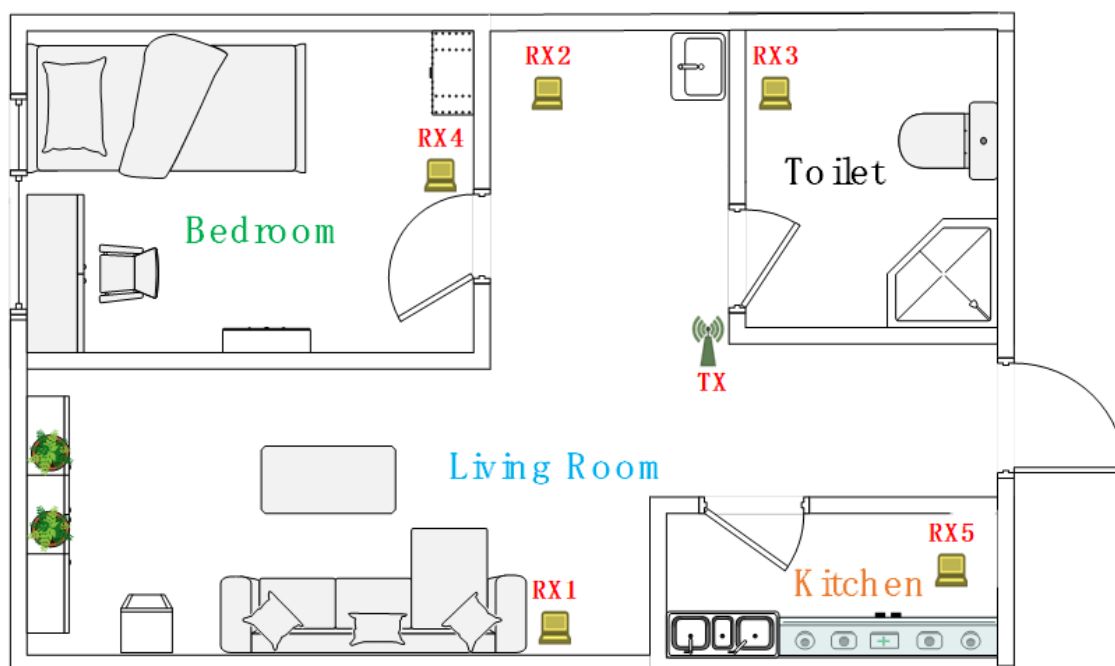 RX2
RX3
RX4
Toilet
Bedroom
TX
Living Room
RX5
Kitchen
RX1